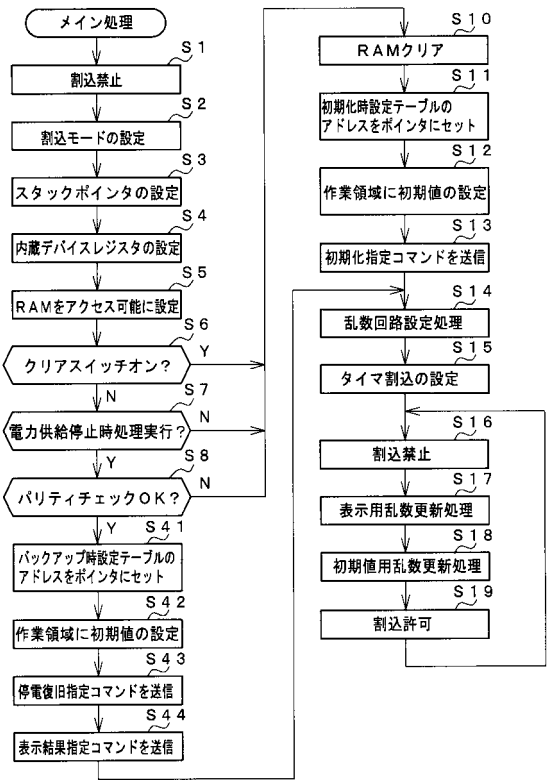 メイン処理
S1
割込禁止
S2
割込モードの設定
S3
スタックポインタの設定
S4
内蔵デバイスレジスタの設定
S5
RAMをアクセス可能に設定
S6
クリアスイッチオン?
Y
N
S7
電力供給停止時処理実行?
N
Y
S8
パリティチェックOK?
N
Y
S41
バックアップ時設定テーブルの
アドレスをポインタにセット
S42
作業領域に初期値の設定
S43
停電復旧指定コマンドを送信
S44
表示結果指定コマンドを送信
S10
RAMクリア
S11
初期化時設定テーブルの
アドレスをポインタにセット
S12
作業領域に初期値の設定
S13
初期化指定コマンドを送信
S14
乱数回路設定処理
S15
タイマ割込の設定
S16
割込禁止
S17
表示用乱数更新処理
S18
初期値用乱数更新処理
S19
割込許可